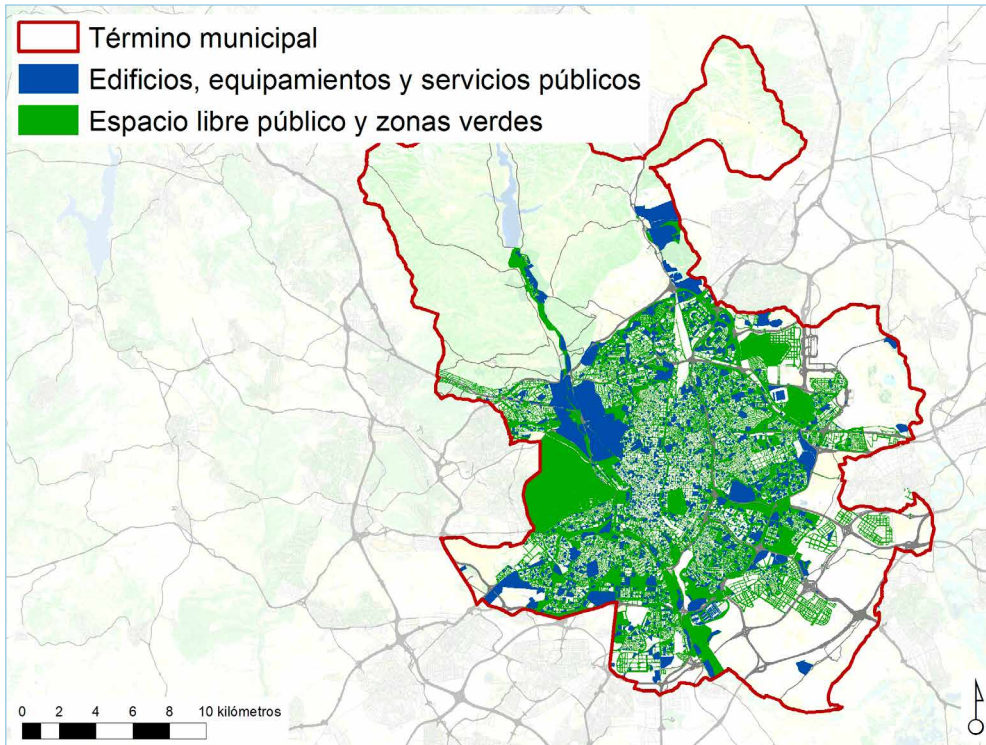 Término municipal
Edificios, equipamientos y servicios públicos
Espacio libre público y zonas verdes
0 2 4 6 8 10 kilómetros